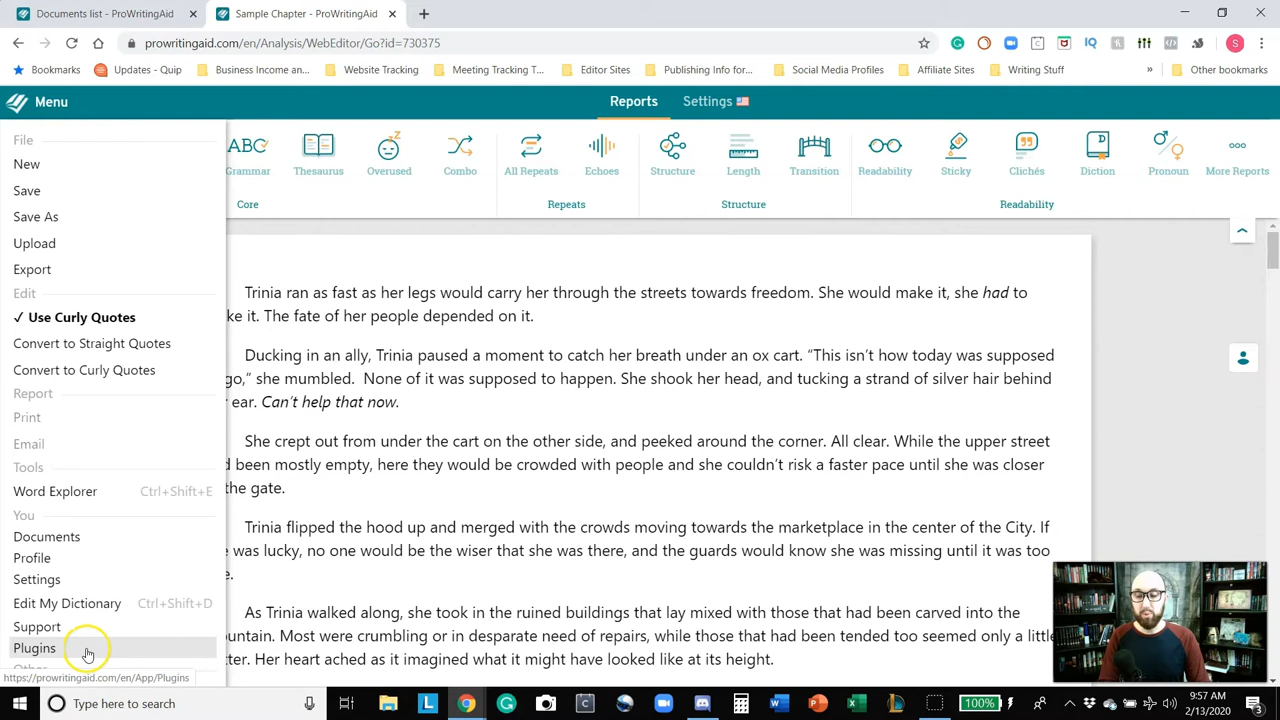 Documents list - ProWritingAid
Sample Chapter - ProWritingAid
prowritingaid.com/en/Analysis/WebEditor/Go?id=730375
Bookmarks
Updates - Quip
Business Income an...
Website Tracking
Meeting Tracking T...
Editor Sites
Publishing Info for...
Social Media Profiles
Affiliate Sites
Writing Stuff
Other bookmarks
Menu
Reports
Settings
File
New
Save
Save As
Upload
Export
Edit
✓ Use Curly Quotes
Convert to Straight Quotes
Convert to Curly Quotes
Report
Print
Email
Tools
Word Explorer Ctrl+Shift+E
You
Documents
Profile
Settings
Edit My Dictionary Ctrl+Shift+D
Support
Plugins
Other
https://prowritingaid.com/en/App/Plugins
ABC
Grammar
Thesaurus
Overused
Combo
All Repeats
Echoes
Structure
Length
Transition
Readability
Sticky
Clichés
Diction
Pronoun
More Reports
Core
Repeats
Structure
Readability
Trinia ran as fast as her legs would carry her through the streets towards freedom. She would make it, she had to
ke it. The fate of her people depended on it.
Ducking in an ally, Trinia paused a moment to catch her breath under an ox cart. “This isn’t how today was supposed
go,” she mumbled. None of it was supposed to happen. She shook her head, and tucking a strand of silver hair behind
ear. Can’t help that now.
She crept out from under the cart on the other side, and peeked around the corner. All clear. While the upper street
d been mostly empty, here they would be crowded with people and she couldn’t risk a faster pace until she was closer
the gate.
Trinia flipped the hood up and merged with the crowds moving towards the marketplace in the center of the City. If
e was lucky, no one would be the wiser that she was there, and the guards would know she was missing until it was too
e.
As Trinia walked along, she took in the ruined buildings that lay mixed with those that had been carved into the
ountain. Most were crumbling or in desparate need of repairs, while those that had been tended too seemed only a littl
tter. Her heart ached as it imagined what it might have looked like at its height.
Type here to search
100%
9:57 AM
2/13/2020